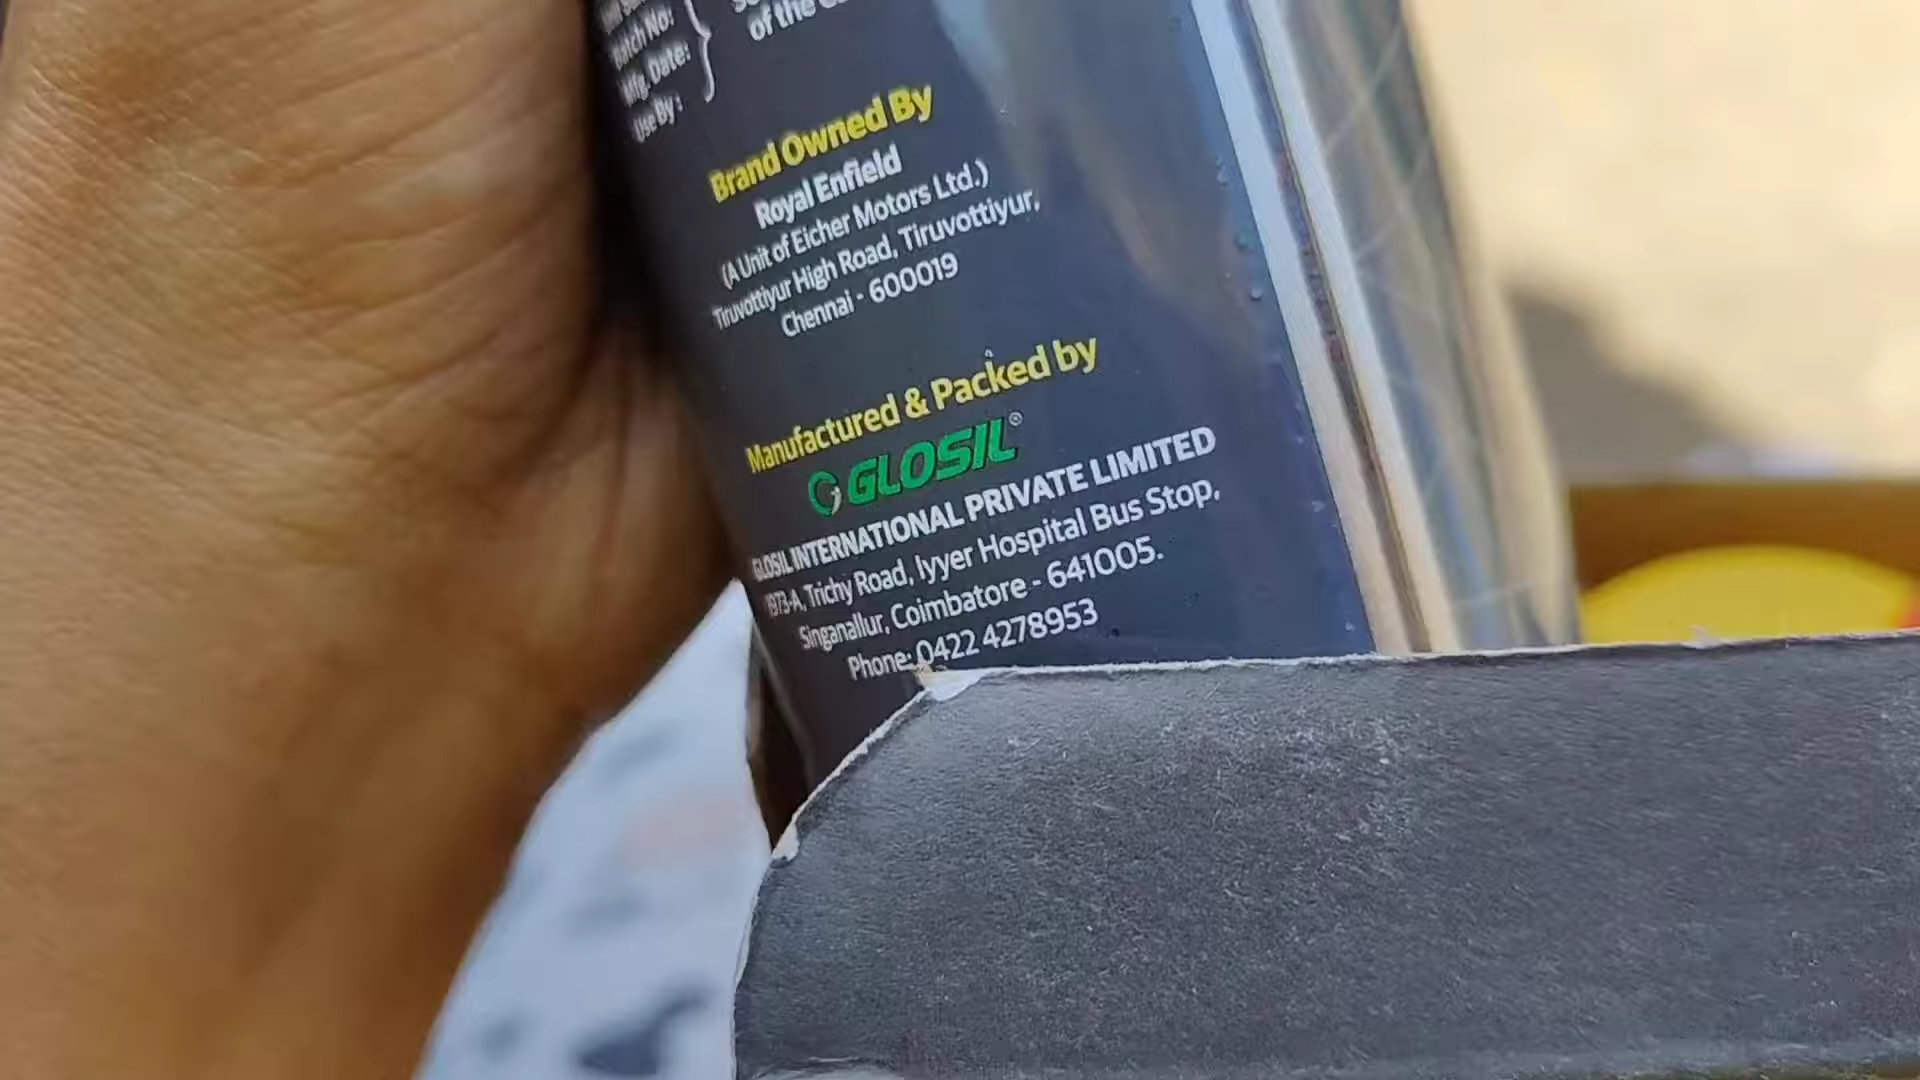 Batch No:
Mfg. Date:
Use By :
of the
Brand Owned By
Royal Enfield
(A Unit of Eicher Motors Ltd.)
Tiruvottiyur High Road, Tiruvottiyur,
Chennai - 600019
Manufactured & Packed by
GLOSIL®
GLOSIL INTERNATIONAL PRIVATE LIMITED
1973-A, Trichy Road, Iyyer Hospital Bus Stop,
Singanallur, Coimbatore - 641005.
Phone: 0422 4278953